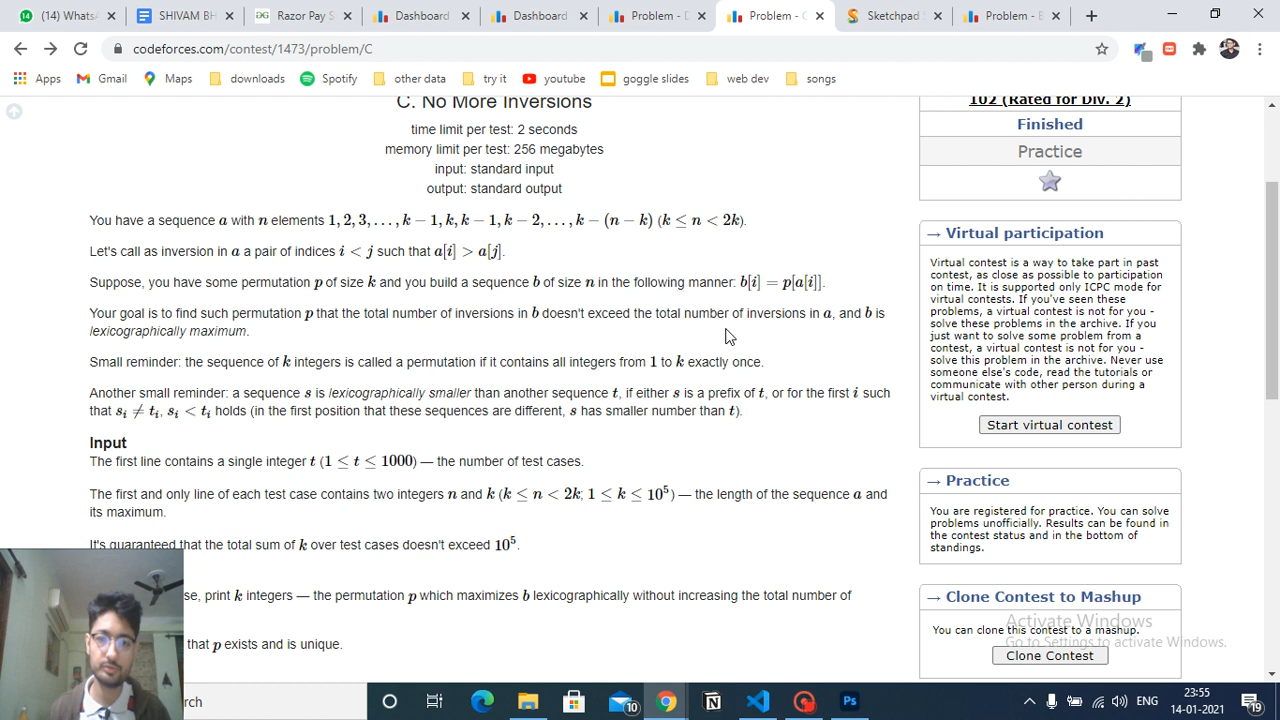 (14) WhatsA
SHIVAM BH
Razor Pay S
Dashboard
Dashboard
Problem - D
Problem - C
Sketchpad
Problem - B
codeforces.com/contest/1473/problem/C
Apps
Gmail
Maps
downloads
Spotify
other data
try it
youtube
goggle slides
web dev
songs
C. No More Inversions
time limit per test: 2 seconds
memory limit per test: 256 megabytes
input: standard input
output: standard output
You have a sequence a with n elements 1, 2, 3, …, k − 1, k, k − 1, k − 2, …, k − (n − k) (k ≤ n < 2k).
Let's call as inversion in a a pair of indices i < j such that a[i] > a[j].
Suppose, you have some permutation p of size k and you build a sequence b of size n in the following manner: b[i] = p[a[i]].
Your goal is to find such permutation p that the total number of inversions in b doesn't exceed the total number of inversions in a, and b is
lexicographically maximum.
Small reminder: the sequence of k integers is called a permutation if it contains all integers from 1 to k exactly once.
Another small reminder: a sequence s is lexicographically smaller than another sequence t, if either s is a prefix of t, or for the first i such
that sᵢ ≠ tᵢ, sᵢ < tᵢ holds (in the first position that these sequences are different, s has smaller number than t).
Input
The first line contains a single integer t (1 ≤ t ≤ 1000) — the number of test cases.
The first and only line of each test case contains two integers n and k (k ≤ n < 2k; 1 ≤ k ≤ 10⁵) — the length of the sequence a and
its maximum.
It's guaranteed that the total sum of k over test cases doesn't exceed 10⁵.
se, print k integers — the permutation p which maximizes b lexicographically without increasing the total number of
that p exists and is unique.
102 (Rated for Div. 2)
Finished
Practice
→ Virtual participation
Virtual contest is a way to take part in past
contest, as close as possible to participation
on time. It is supported only ICPC mode for
virtual contests. If you've seen these
problems, a virtual contest is not for you -
solve these problems in the archive. If you
just want to solve some problem from a
contest, a virtual contest is not for you -
solve this problem in the archive. Never use
someone else's code, read the tutorials or
communicate with other person during a
virtual contest.
Start virtual contest
→ Practice
You are registered for practice. You can solve
problems unofficially. Results can be found in
the contest status and in the bottom of
standings.
→ Clone Contest to Mashup
You can clone this contest to a mashup.
Clone Contest
Activate Windows
Go to Settings to activate Windows.
rch
10
ENG
23:55
14-01-2021
19